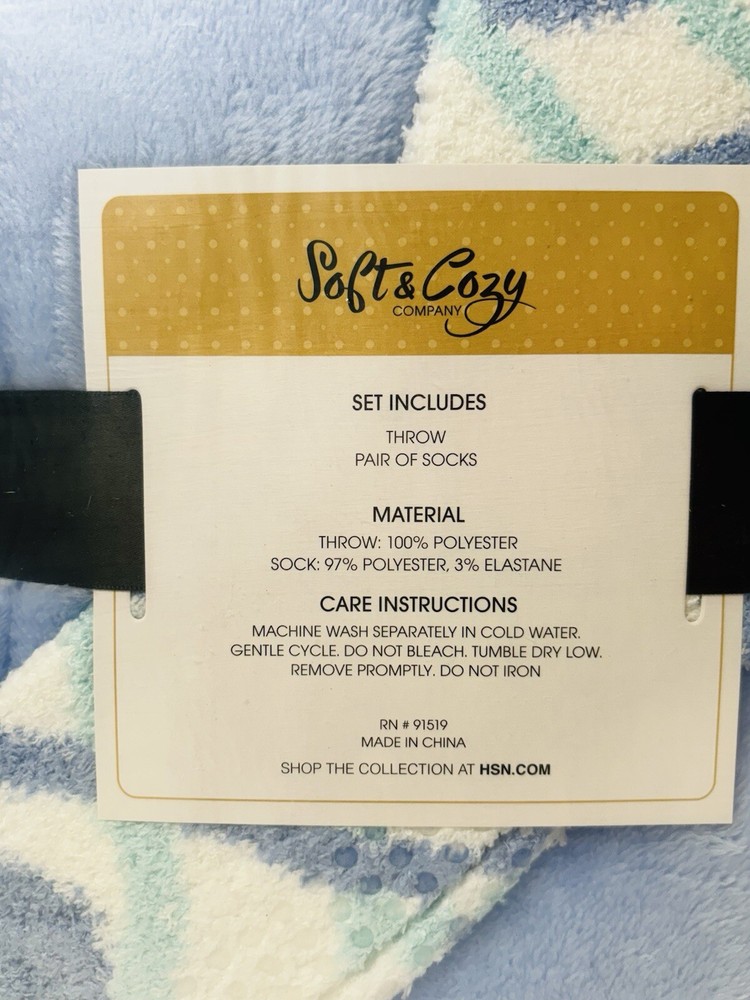 Soft & Cozy
COMPANY
SET INCLUDES
THROW
PAIR OF SOCKS
MATERIAL
THROW: 100% POLYESTER
SOCK: 97% POLYESTER, 3% ELASTANE
CARE INSTRUCTIONS
MACHINE WASH SEPARATELY IN COLD WATER.
GENTLE CYCLE. DO NOT BLEACH. TUMBLE DRY LOW.
REMOVE PROMPTLY. DO NOT IRON
RN # 91519
MADE IN CHINA
SHOP THE COLLECTION AT HSN.COM